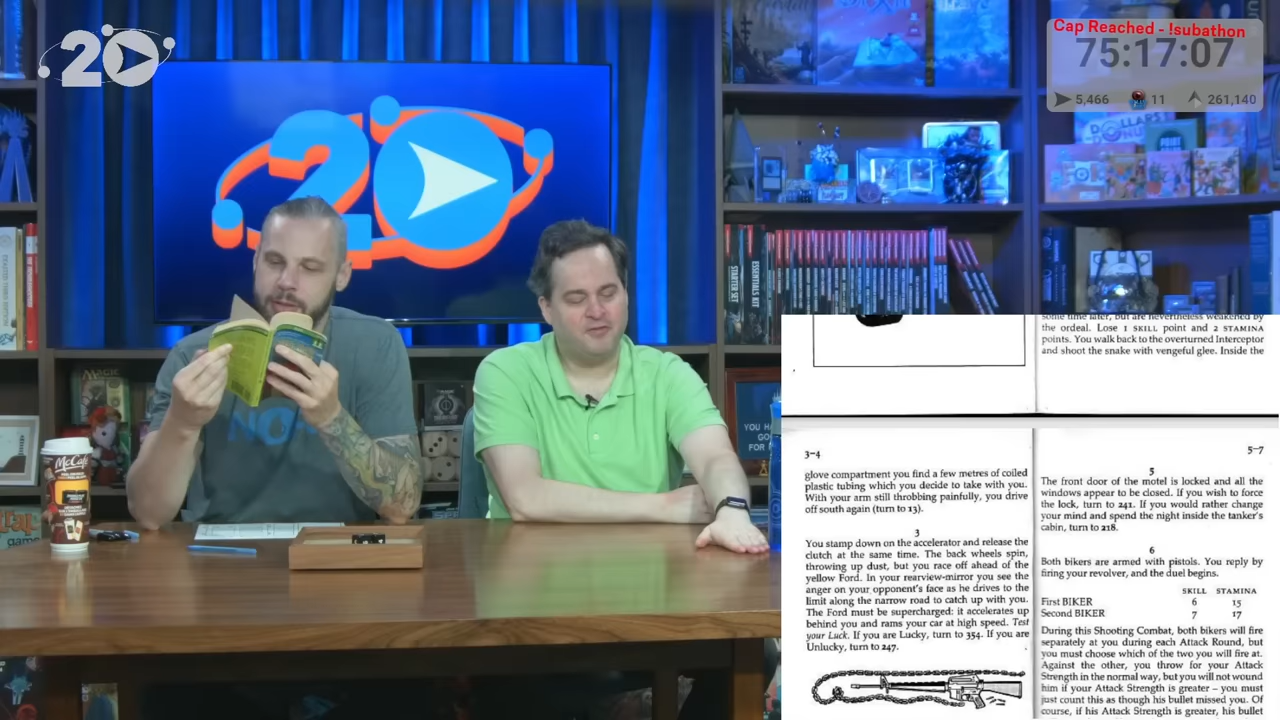 20
Cap Reached - !subathon
75:17:07
5,466
11
261,140
20
DOLLARS
STARTER SET
ESSENTIALS KIT
MAGIC
McCafé
NOR
YOU HA
GO
FOR
some time later, but are nevertheless weakened by
the ordeal. Lose 1 SKILL point and 2 STAMINA
points. You walk back to the overturned Interceptor
and shoot the snake with vengeful glee. Inside the
3–4
glove compartment you find a few metres of coiled
plastic tubing which you decide to take with you.
With your arm still throbbing painfully, you drive
off south again (turn to 13).
3
You stamp down on the accelerator and release the
clutch at the same time. The back wheels spin,
throwing up dust, but you race off ahead of the
yellow Ford. In your rearview-mirror you see the
anger on your opponent's face as he drives to the
limit along the narrow road to catch up with you.
The Ford must be supercharged: it accelerates up
behind you and rams your car at high speed. Test
your Luck. If you are Lucky, turn to 354. If you are
Unlucky, turn to 247.
5–7
5
The front door of the motel is locked and all the
windows appear to be closed. If you wish to force
the lock, turn to 241. If you would rather change
your mind and spend the night inside the tanker's
cabin, turn to 218.
6
Both bikers are armed with pistols. You reply by
firing your revolver, and the duel begins.
SKILL STAMINA
First BIKER 6 15
Second BIKER 7 17
During this Shooting Combat, both bikers will fire
separately at you during each Attack Round, but
you must choose which of the two you will fire at.
Against the other, you throw for your Attack
Strength in the normal way, but you will not wound
him if your Attack Strength is greater – you must
just count this as though his bullet missed you. Of
course, if his Attack Strength is greater, his bullet